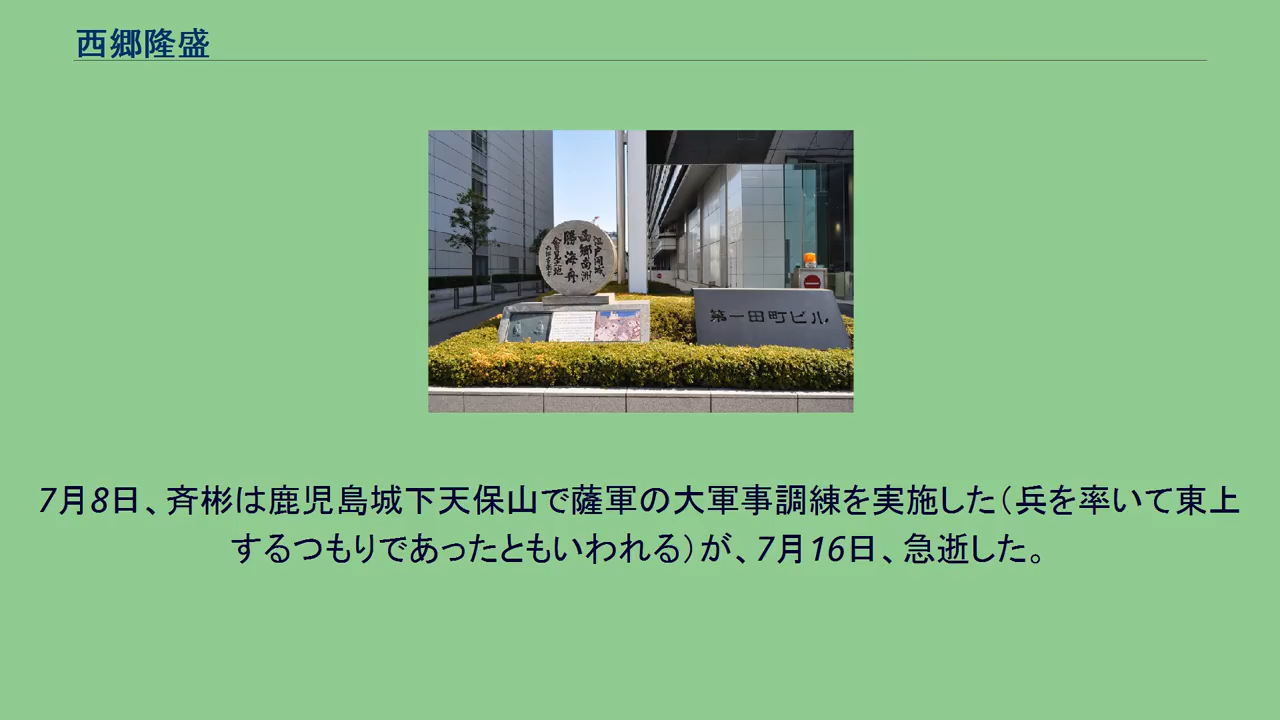 西郷隆盛
江戸開城
西郷南洲
勝海舟
會見之地
第一田町ビル
7月8日、斉彬は鹿児島城下天保山で薩軍の大軍事調練を実施した（兵を率いて東上
するつもりであったともいわれる）が、7月16日、急逝した。